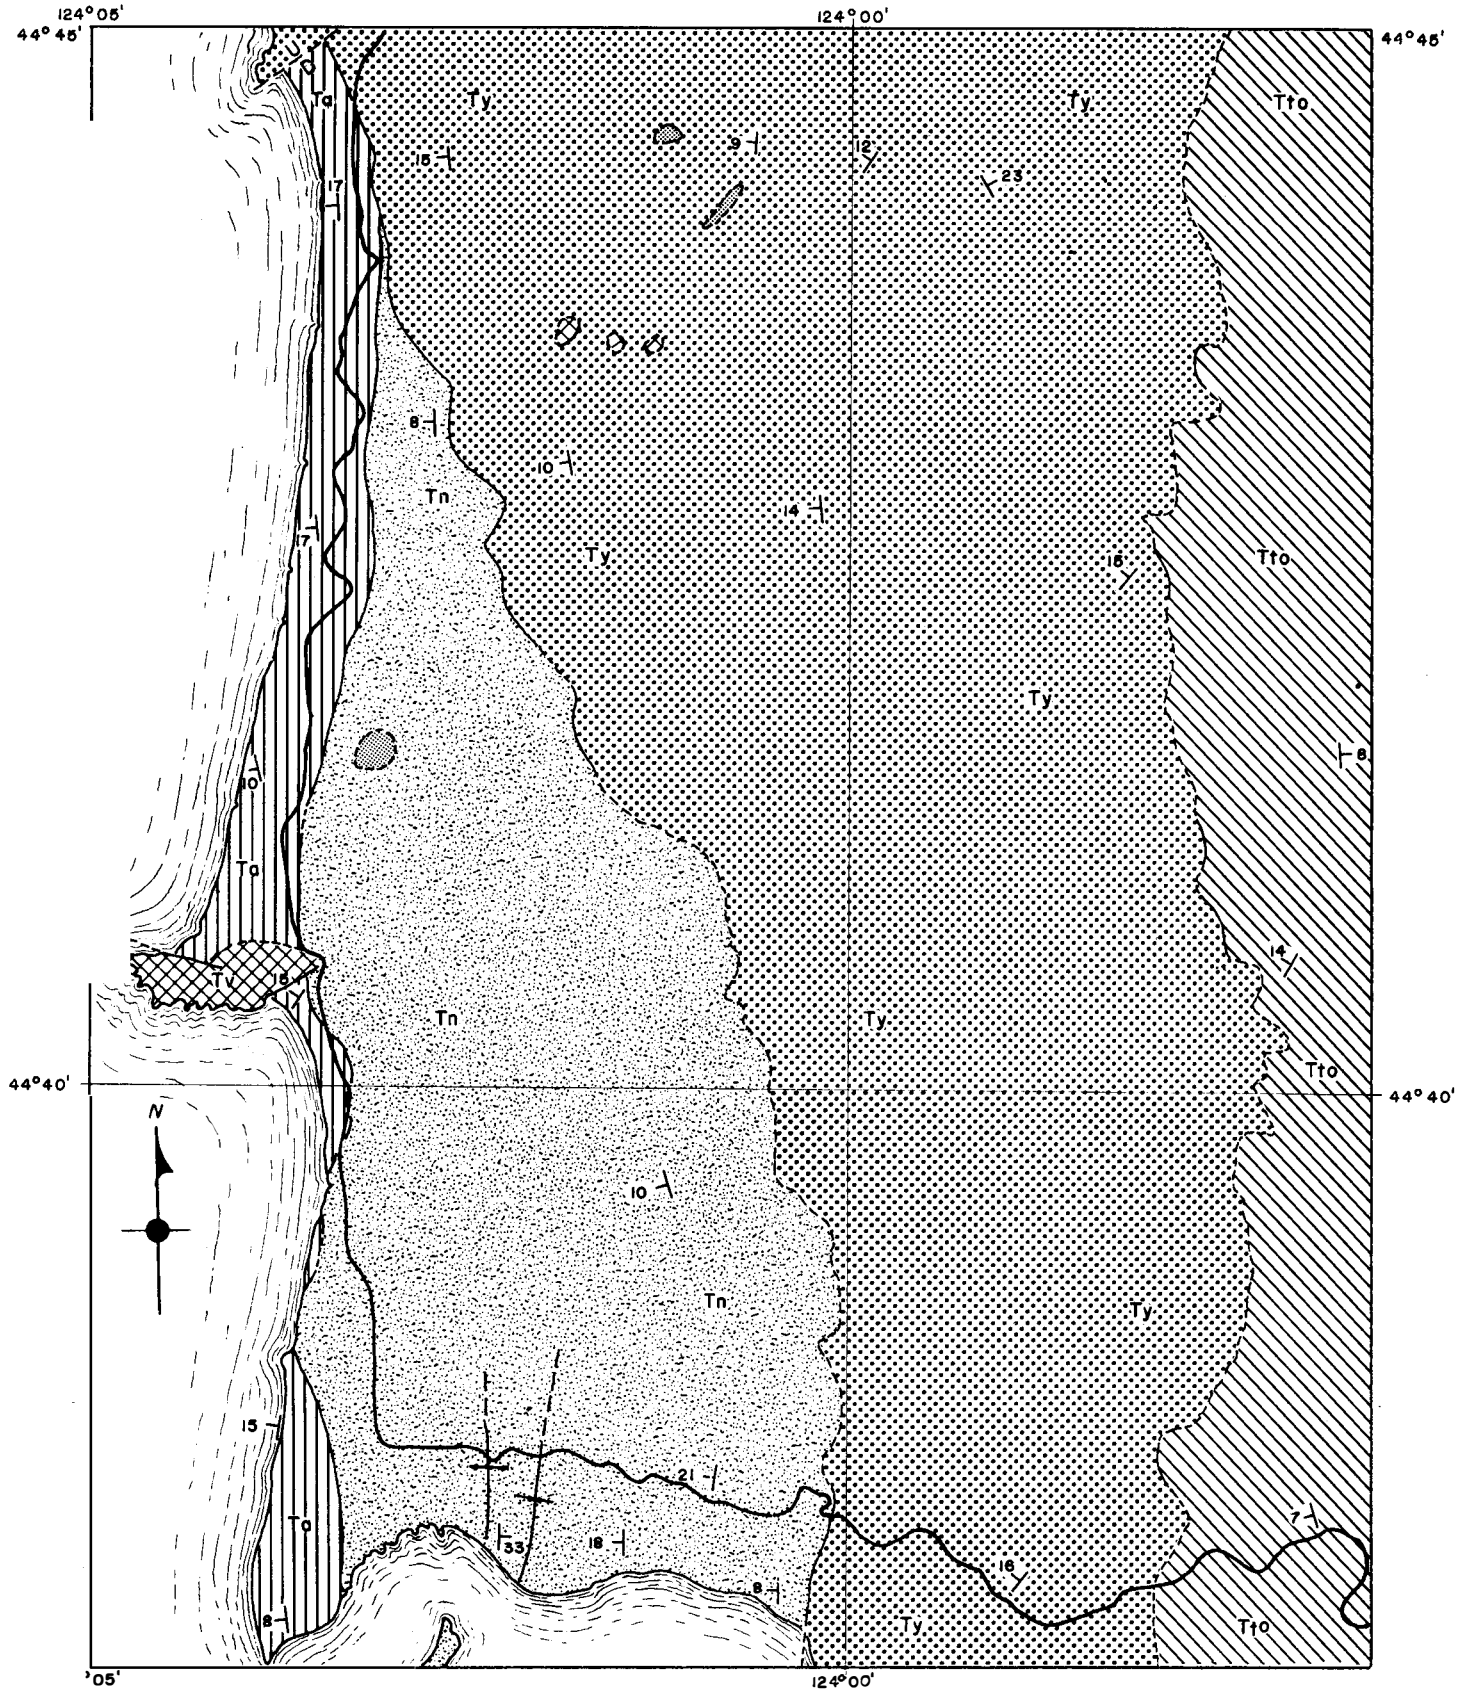 124°05' 124°00'
44°45' 44°45'
U
D
Ta Ty Ty Tto
15 9 12
17 23
8
10
Tn
14
17 Ty Tto
15
Ty
8
10
Ta
14
Tv 15
Tn Ty
44°40' Tto 44°40'
N
10
Tn Ty
15
21
Ta 7
33 18
16
8
8 Ty Tto
'05' 124°00'